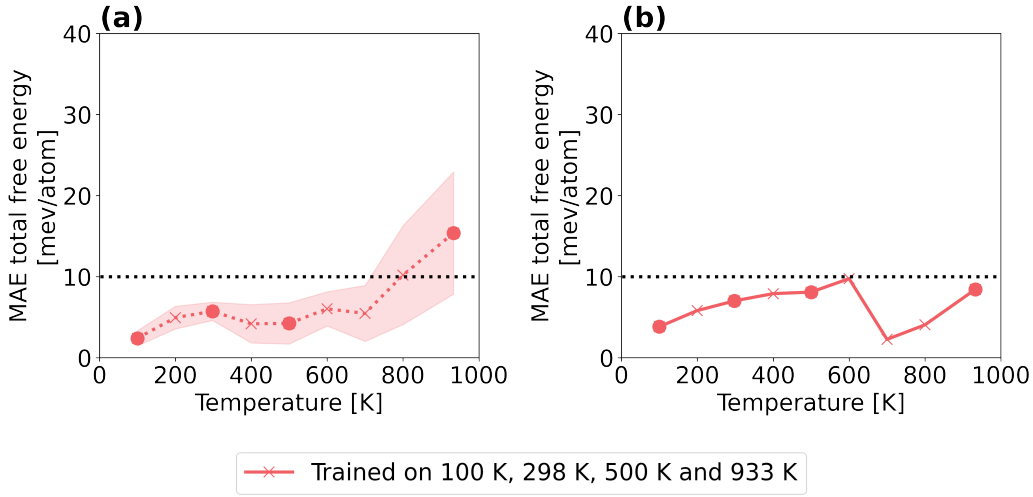 (a)
MAE total free energy
[mev/atom]
40
30
20
10
0
0 200 400 600 800 1000
Temperature [K]
(b)
MAE total free energy
[mev/atom]
40
30
20
10
0
0 200 400 600 800 1000
Temperature [K]
Trained on 100 K, 298 K, 500 K and 933 K